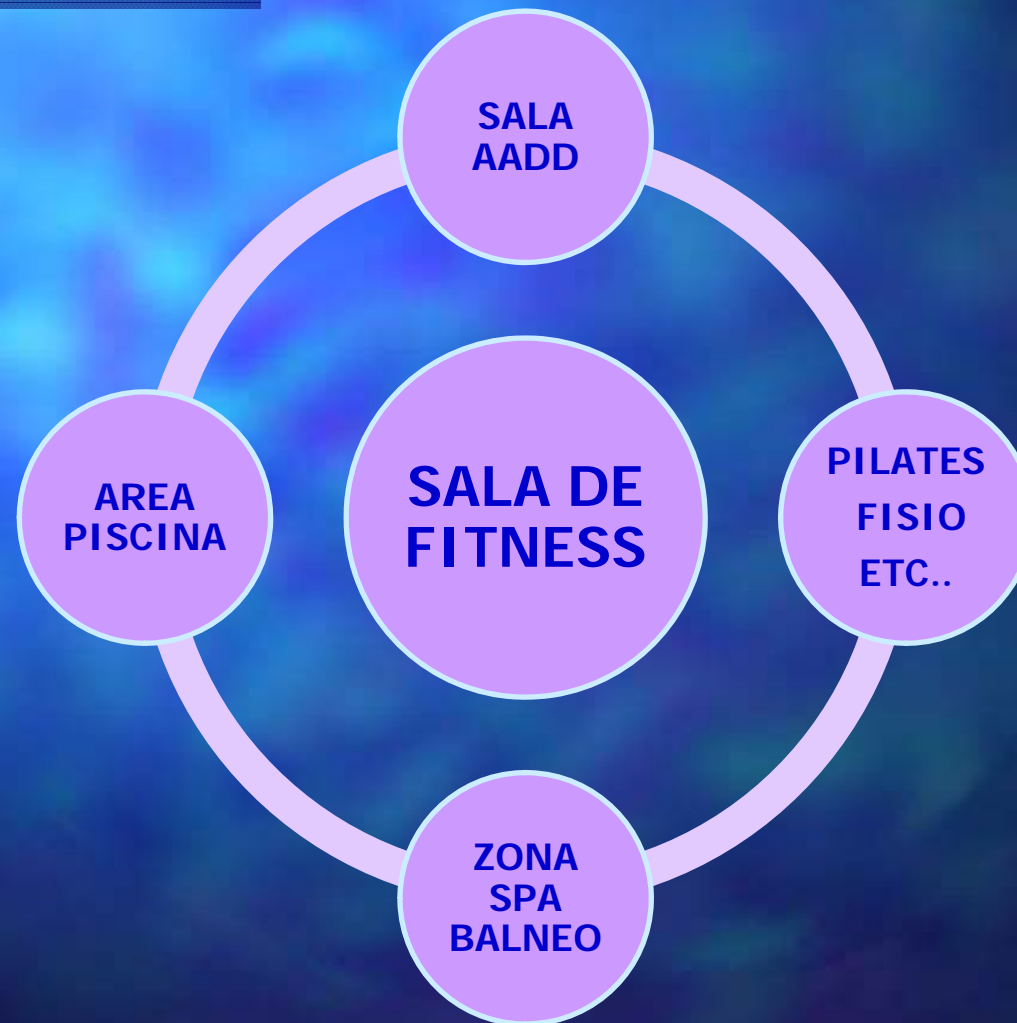 SALA
AADD
AREA
PISCINA
SALA DE
FITNESS
PILATES
FISIO
ETC..
ZONA
SPA
BALNEO